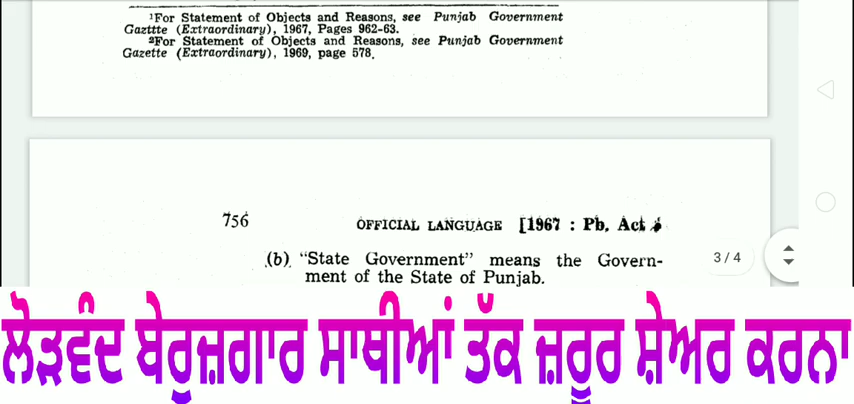 ¹For Statement of Objects and Reasons, see Punjab Government
Gazttte (Extraordinary), 1967, Pages 962-63.
²For Statement of Objects and Reasons, see Punjab Government
Gazette (Extraordinary), 1969, page 578.
756 OFFICIAL LANGUAGE [1967 : Pb. Act
(b) “State Government” means the Govern-
ment of the State of Punjab.
3/4
ਲੋੜਵੰਦ ਬੇਰੁਜ਼ਗਾਰ ਸਾਥੀਆਂ ਤੱਕ ਜ਼ਰੂਰ ਸ਼ੇਅਰ ਕਰਨਾ